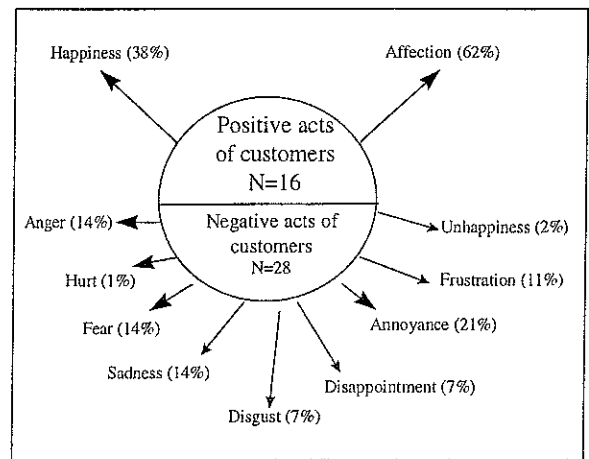 Happiness (38%)
Affection (62%)
Positive acts
of customers
N=16
Negative acts of
customers
N=28
Anger (14%)
Unhappiness (2%)
Hurt (1%)
Frustration (11%)
Fear (14%)
Annoyance (21%)
Sadness (14%)
Disappointment (7%)
Disgust (7%)